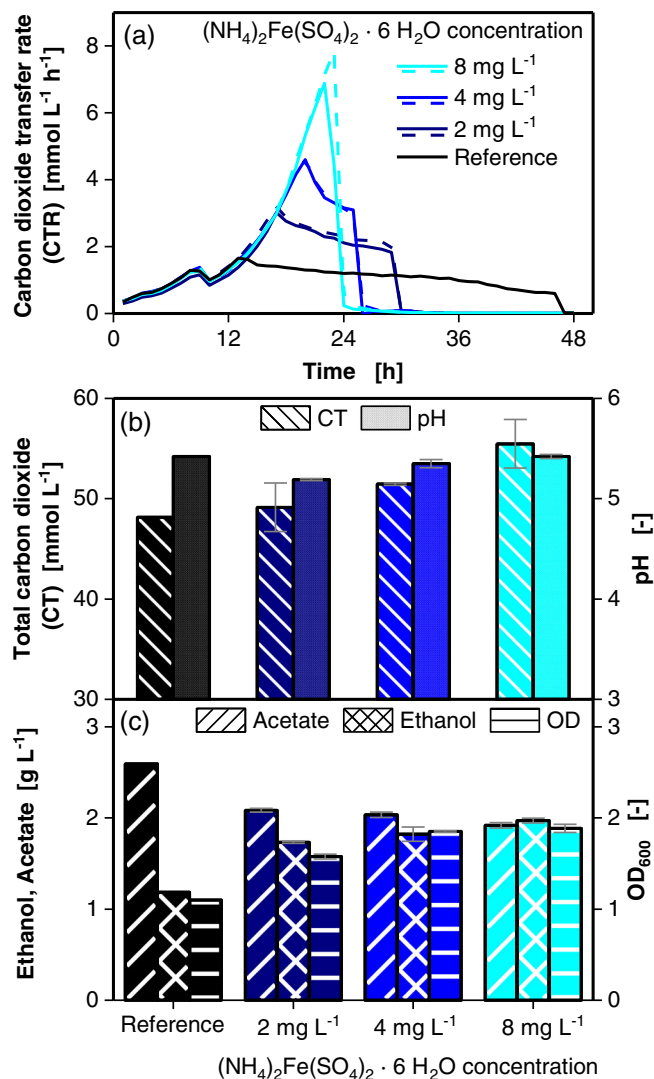 (a)
(NH₄)₂Fe(SO₄)₂ · 6 H₂O concentration
8 mg L⁻¹
4 mg L⁻¹
2 mg L⁻¹
Reference
Carbon dioxide transfer rate
(CTR) [mmol L⁻¹ h⁻¹]
8
6
4
2
0
0 12 24 36 48
Time [h]
(b)
CT pH
Total carbon dioxide
(CT) [mmol L⁻¹]
60
50
40
30
6
5
4
3
pH [-]
(c)
Acetate Ethanol OD
Ethanol, Acetate [g L⁻¹]
3
2
1
0
3
2
1
0
OD₆₀₀ [-]
Reference 2 mg L⁻¹ 4 mg L⁻¹ 8 mg L⁻¹
(NH₄)₂Fe(SO₄)₂ · 6 H₂O concentration